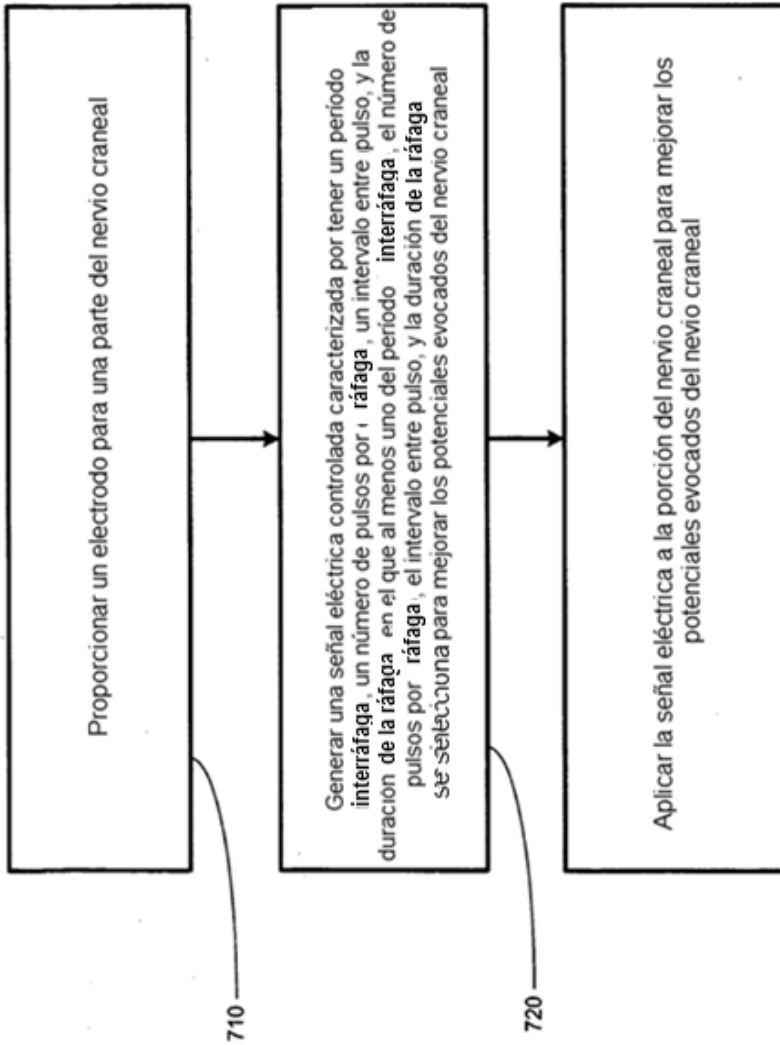 Proporcionar un electrodo para una parte del nervio craneal
710
Generar una señal eléctrica controlada caracterizada por tener un período
interráfaga, un número de pulsos por ráfaga, un intervalo entre pulso, y la
duración de la ráfaga en el que al menos uno del período interráfaga, el número de
pulsos por ráfaga, el intervalo entre pulso, y la duración de la ráfaga
se selecciona para mejorar los potenciales evocados del nervio craneal
720
Aplicar la señal eléctrica a la porción del nervio craneal para mejorar los
potenciales evocados del nevio craneal